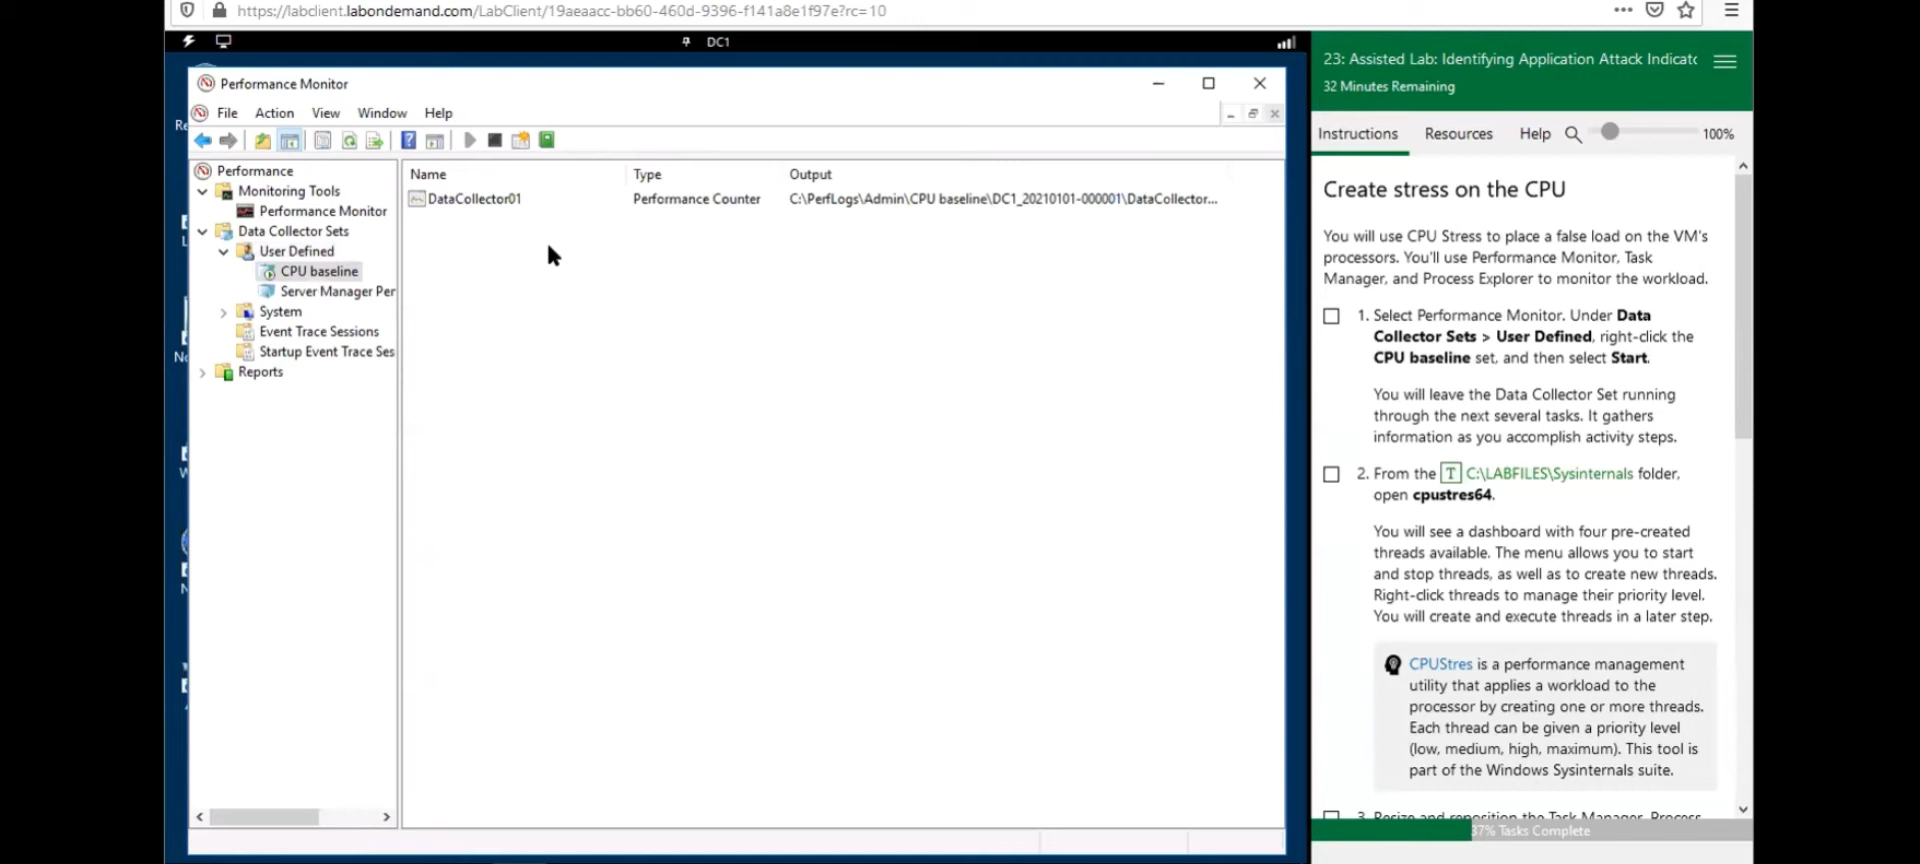 https://labclient.labondemand.com/LabClient/19aeaacc-bb60-460d-9396-f141a8e1f97e?rc=10
DC1
Performance Monitor
File Action View Window Help
Performance
Monitoring Tools
Performance Monitor
Data Collector Sets
User Defined
CPU baseline
Server Manager Per
System
Event Trace Sessions
Startup Event Trace Ses
Reports
Name Type Output
DataCollector01 Performance Counter C:\PerfLogs\Admin\CPU baseline\DC1_20210101-000001\DataCollector...
23: Assisted Lab: Identifying Application Attack Indicat
32 Minutes Remaining
Instructions Resources Help 100%
Create stress on the CPU
You will use CPU Stress to place a false load on the VM's
processors. You'll use Performance Monitor, Task
Manager, and Process Explorer to monitor the workload.
1. Select Performance Monitor. Under Data
Collector Sets > User Defined, right-click the
CPU baseline set, and then select Start.
You will leave the Data Collector Set running
through the next several tasks. It gathers
information as you accomplish activity steps.
2. From the T C:\LABFILES\Sysinternals folder,
open cpustres64.
You will see a dashboard with four pre-created
threads available. The menu allows you to start
and stop threads, as well as to create new threads.
Right-click threads to manage their priority level.
You will create and execute threads in a later step.
CPUStres is a performance management
utility that applies a workload to the
processor by creating one or more threads.
Each thread can be given a priority level
(low, medium, high, maximum). This tool is
part of the Windows Sysinternals suite.
3. Resize and reposition the Task Manager, Process
37% Tasks Complete